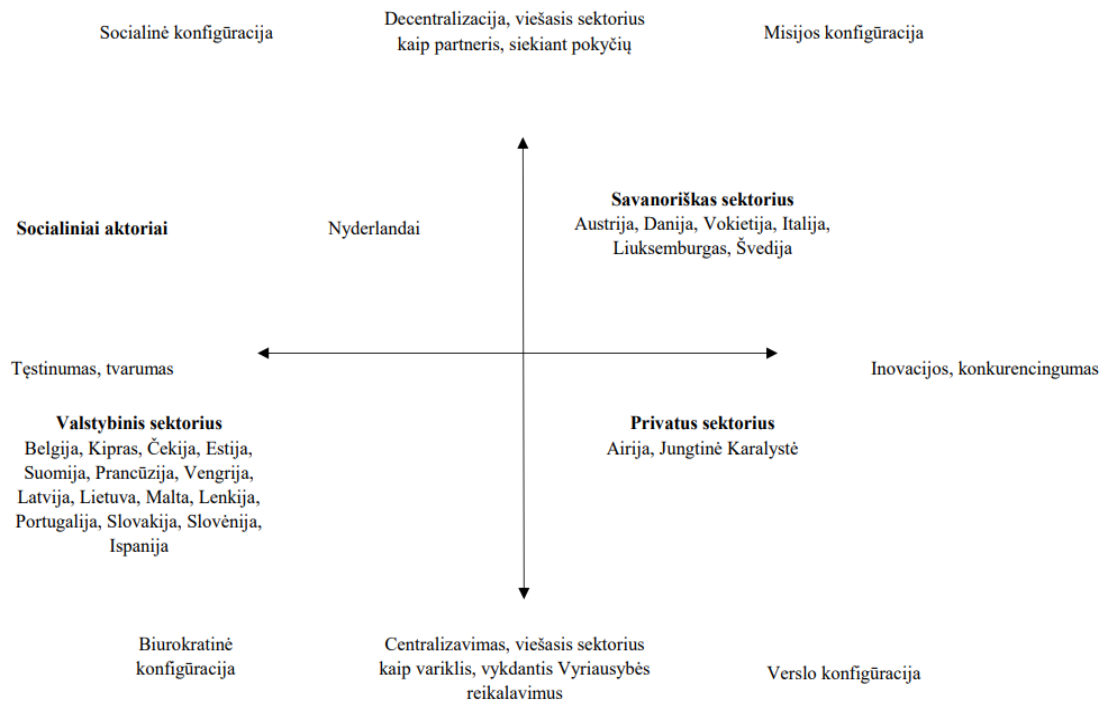 Socialinė konfigūracija
Decentralizacija, viešasis sektorius
kaip partneris, siekiant pokyčių
Misijos konfigūracija
Socialiniai aktoriai
Nyderlandai
Savanoriškas sektorius
Austrija, Danija, Vokietija, Italija,
Liuksemburgas, Švedija
Tęstinumas, tvarumas
Inovacijos, konkurencingumas
Valstybinis sektorius
Belgija, Kipras, Čekija, Estija,
Suomija, Prancūzija, Vengrija,
Latvija, Lietuva, Malta, Lenkija,
Portugalija, Slovakija, Slovėnija,
Ispanija
Privatus sektorius
Airija, Jungtinė Karalystė
Biurokratinė
konfigūracija
Centralizavimas, viešasis sektorius
kaip variklis, vykdantis Vyriausybės
reikalavimus
Verslo konfigūracija